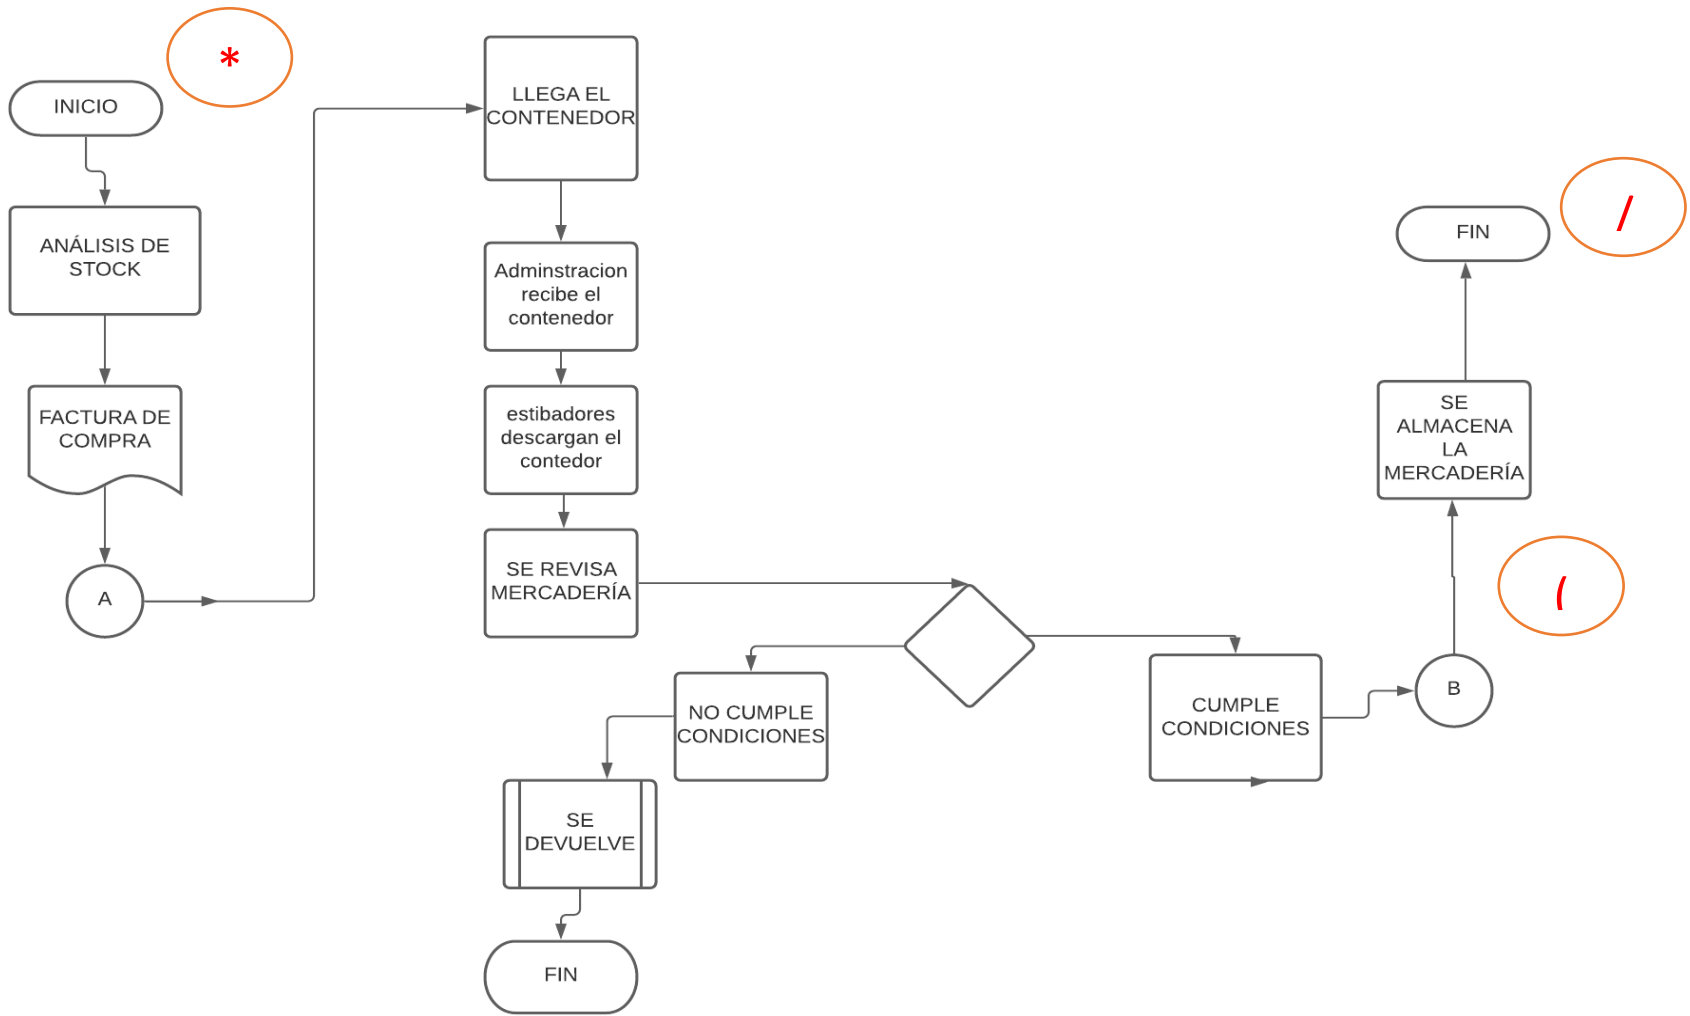 *
INICIO
ANÁLISIS DE
STOCK
FACTURA DE
COMPRA
A
LLEGA EL
CONTENEDOR
Adminstracion
recibe el
contenedor
estibadores
descargan el
contedor
SE REVISA
MERCADERÍA
NO CUMPLE
CONDICIONES
SE
DEVUELVE
FIN
CUMPLE
CONDICIONES
B
(
SE
ALMACENA
LA
MERCADERÍA
FIN
/